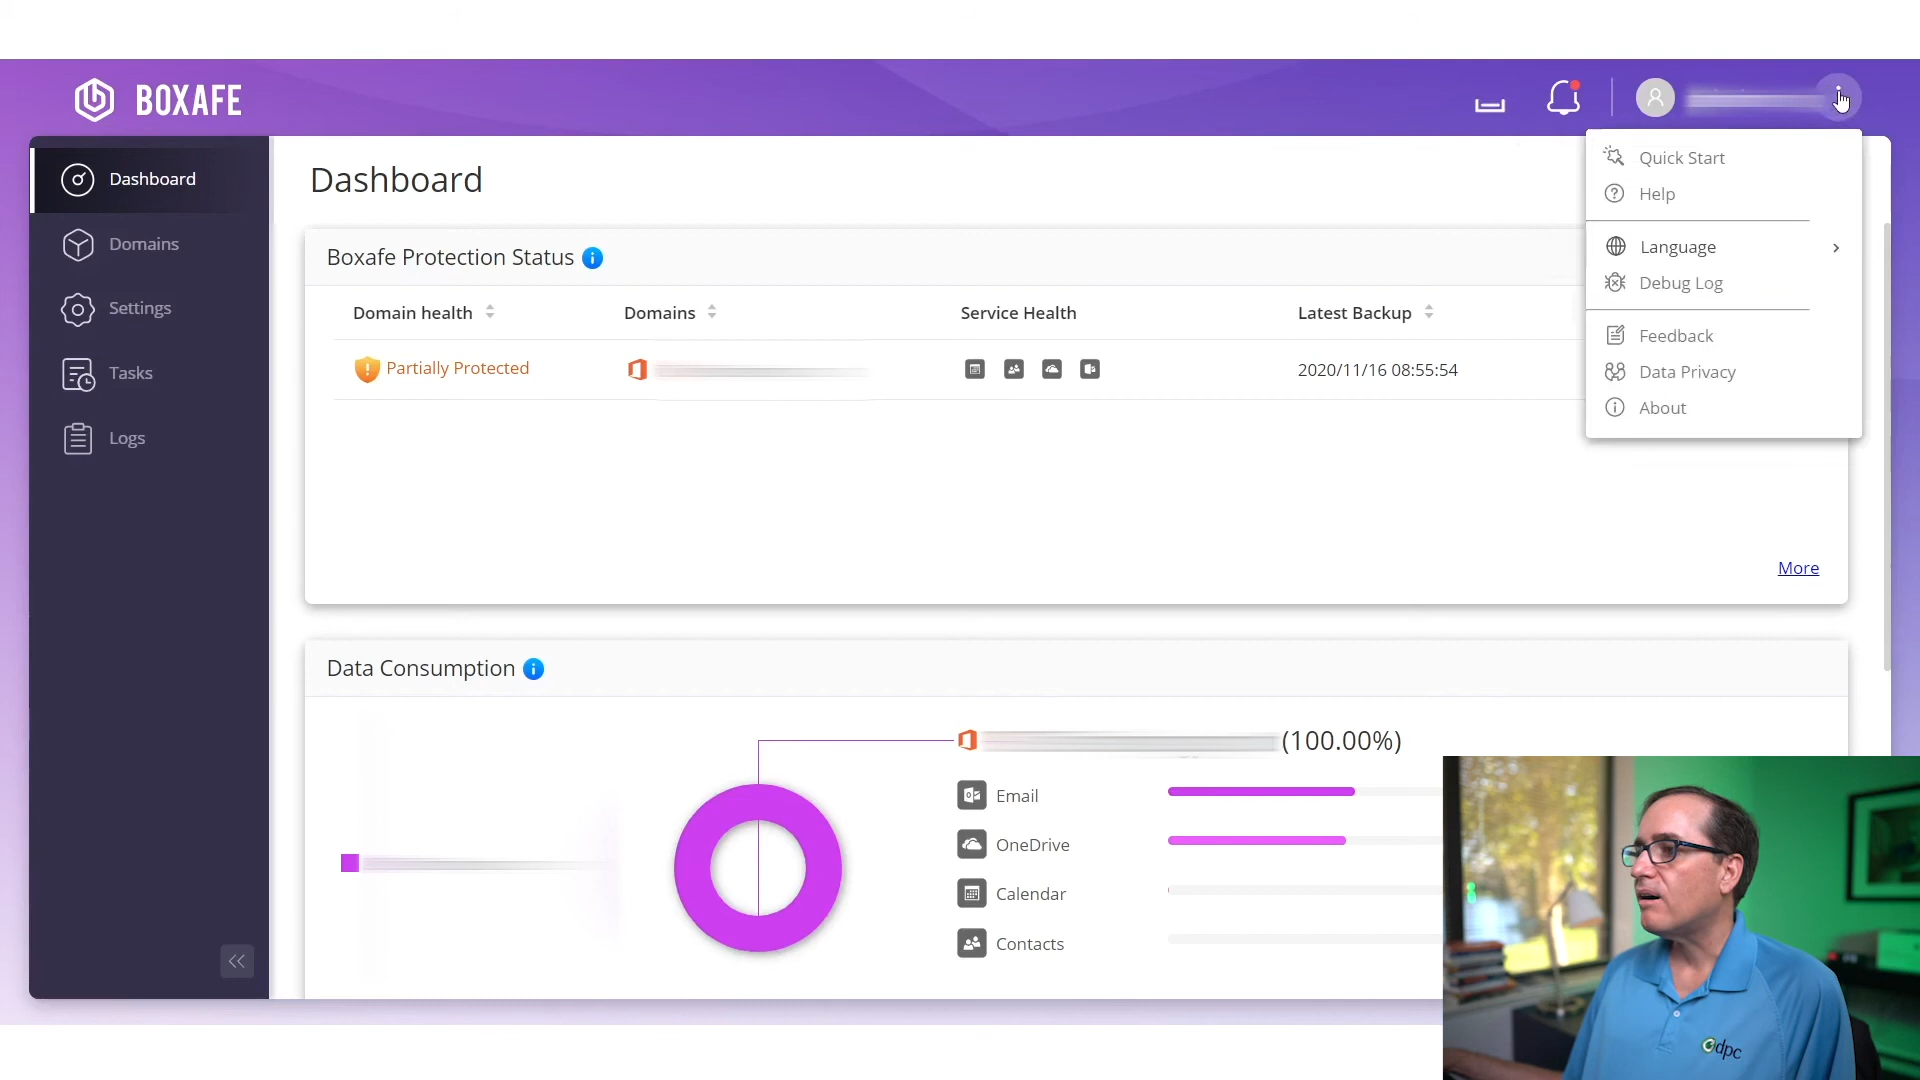 BOXAFE
Dashboard
Domains
Settings
Tasks
Logs
Dashboard
Quick Start
Help
Language
Debug Log
Feedback
Data Privacy
About
Boxafe Protection Status
Domain health Domains Service Health Latest Backup
Partially Protected 2020/11/16 08:55:54
More
Data Consumption
(100.00%)
Email
OneDrive
Calendar
Contacts
dpc